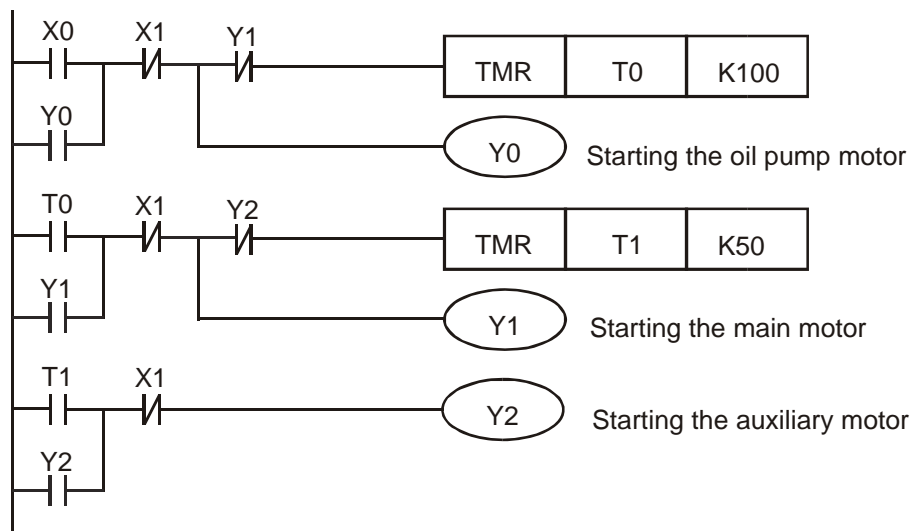 X0 X1 Y1
TMR T0 K100
Y0
Y0 Starting the oil pump motor
T0 X1 Y2
TMR T1 K50
Y1
Y1 Starting the main motor
T1 X1
Y2 Starting the auxiliary motor
Y2